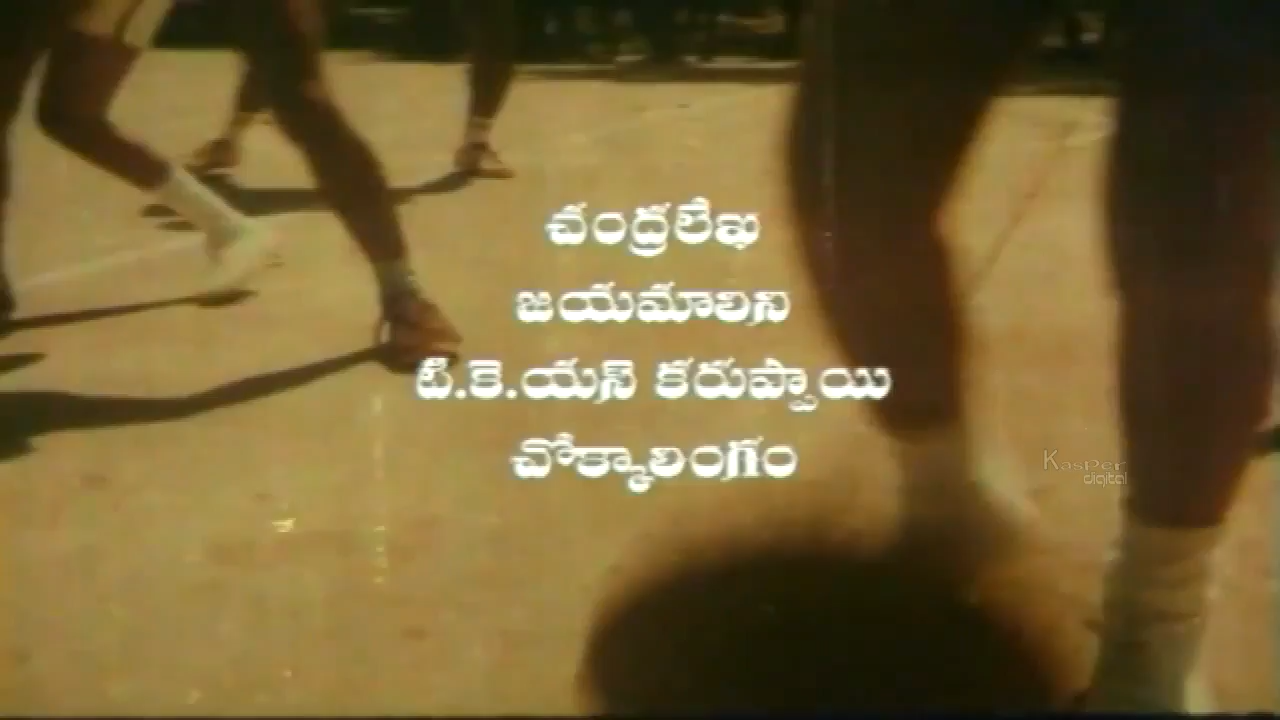 చంద్రలేఖ
జయమాలిని
టి.కె.యస్ కరుప్పాయి
చోక్కాలింగం
Kasper
digital